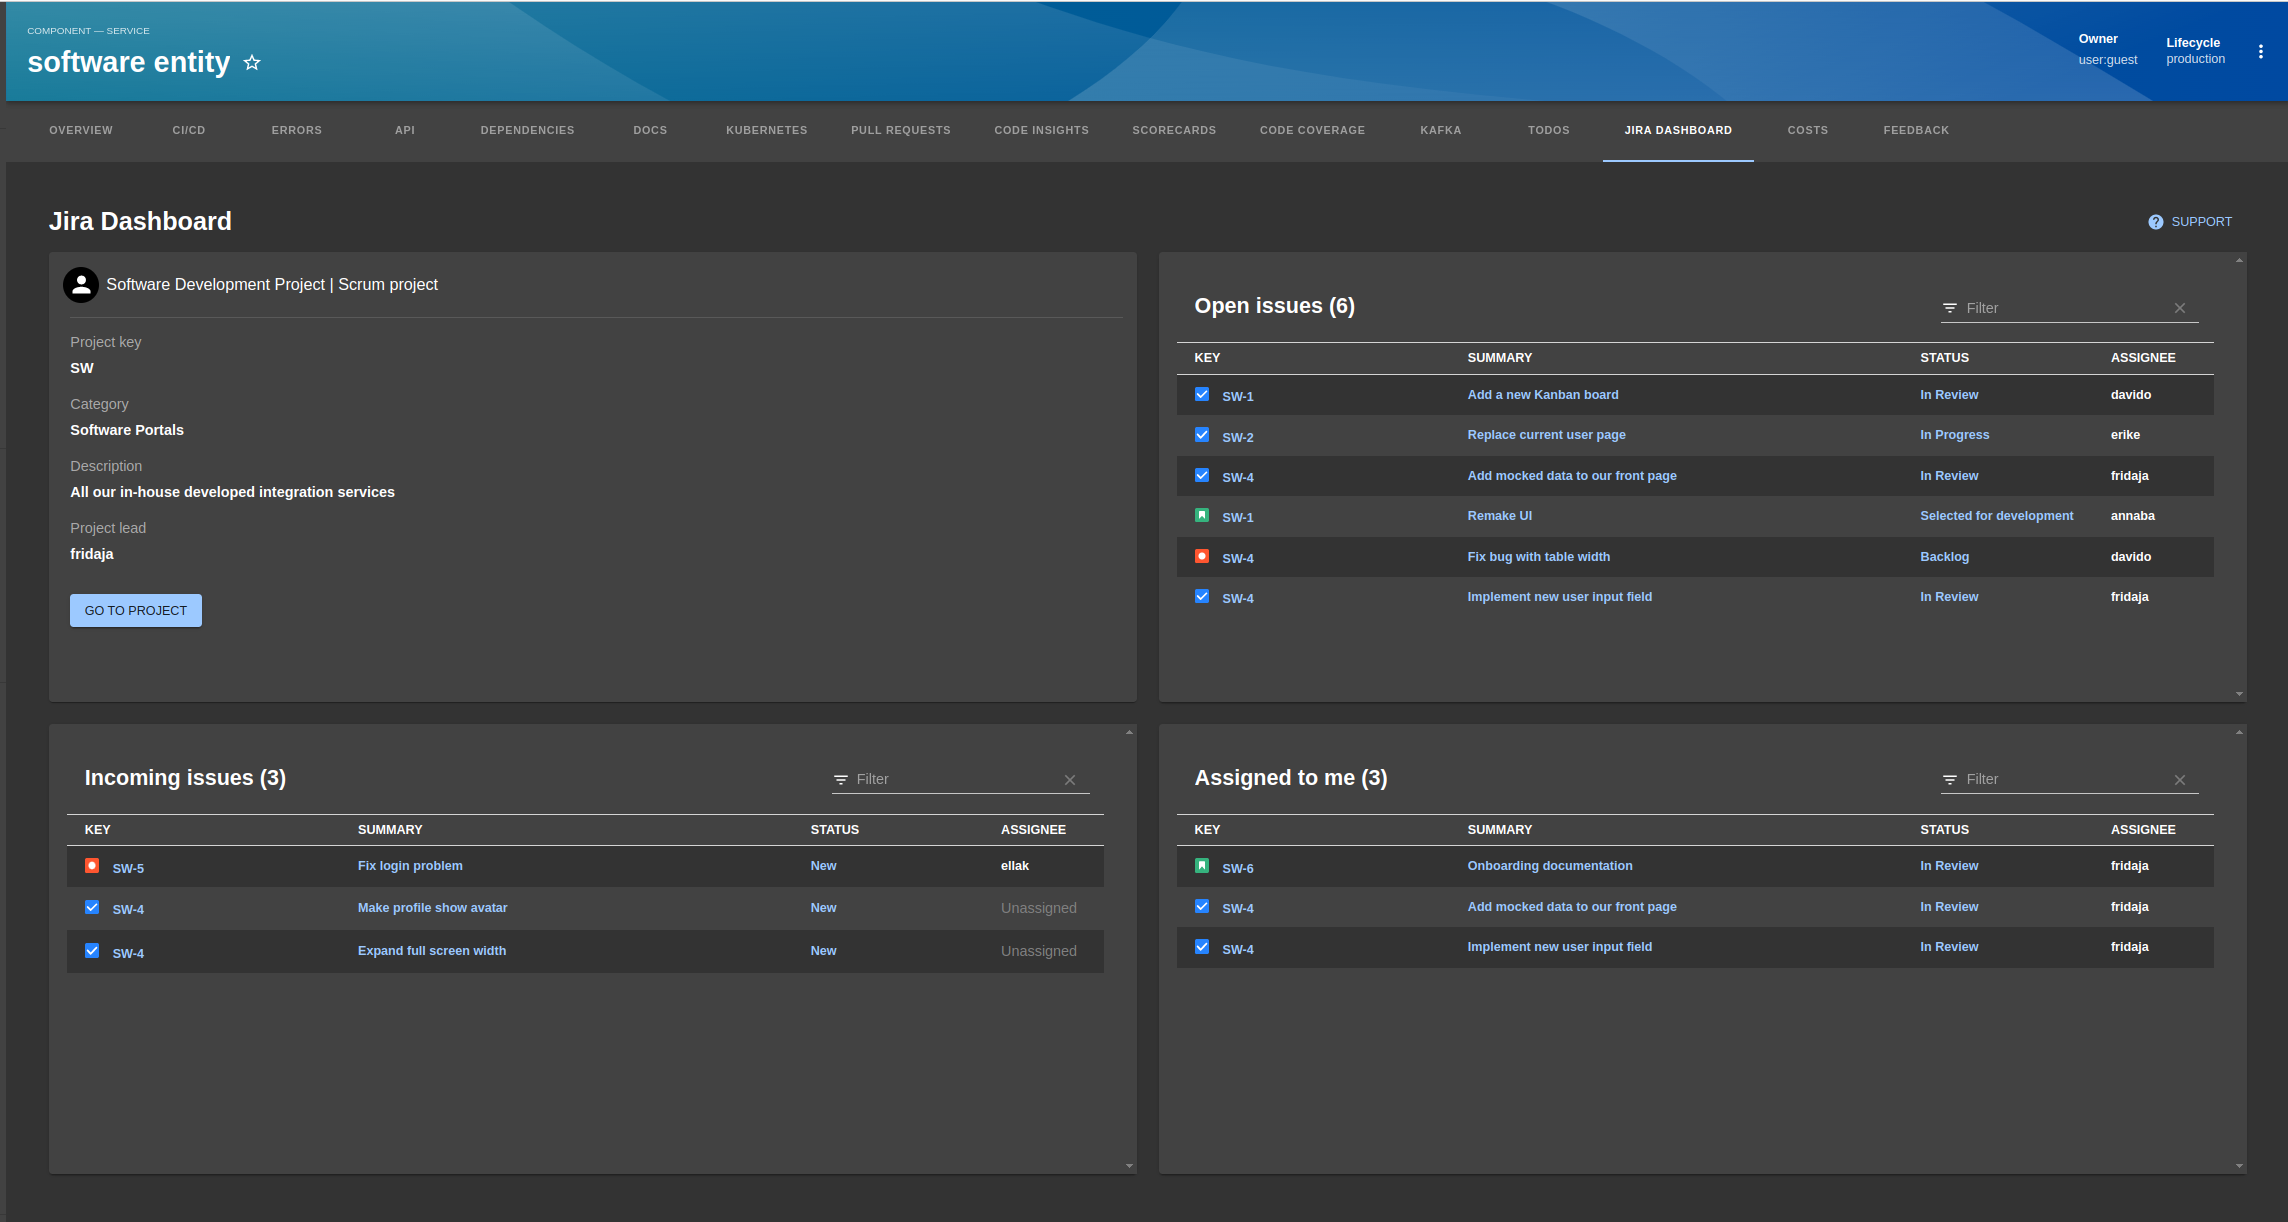 COMPONENT — SERVICE
software entity
Owner
user:guest
Lifecycle
production
OVERVIEW CI/CD ERRORS API DEPENDENCIES DOCS KUBERNETES PULL REQUESTS CODE INSIGHTS SCORECARDS CODE COVERAGE KAFKA TODOS JIRA DASHBOARD COSTS FEEDBACK
Jira Dashboard
SUPPORT
Software Development Project | Scrum project
Project key
SW
Category
Software Portals
Description
All our in-house developed integration services
Project lead
fridaja
GO TO PROJECT
Open issues (6)
Filter
KEY SUMMARY STATUS ASSIGNEE
SW-1 Add a new Kanban board In Review davido
SW-2 Replace current user page In Progress erike
SW-4 Add mocked data to our front page In Review fridaja
SW-1 Remake UI Selected for development annaba
SW-4 Fix bug with table width Backlog davido
SW-4 Implement new user input field In Review fridaja
Incoming issues (3)
Filter
KEY SUMMARY STATUS ASSIGNEE
SW-5 Fix login problem New ellak
SW-4 Make profile show avatar New Unassigned
SW-4 Expand full screen width New Unassigned
Assigned to me (3)
Filter
KEY SUMMARY STATUS ASSIGNEE
SW-6 Onboarding documentation In Review fridaja
SW-4 Add mocked data to our front page In Review fridaja
SW-4 Implement new user input field In Review fridaja